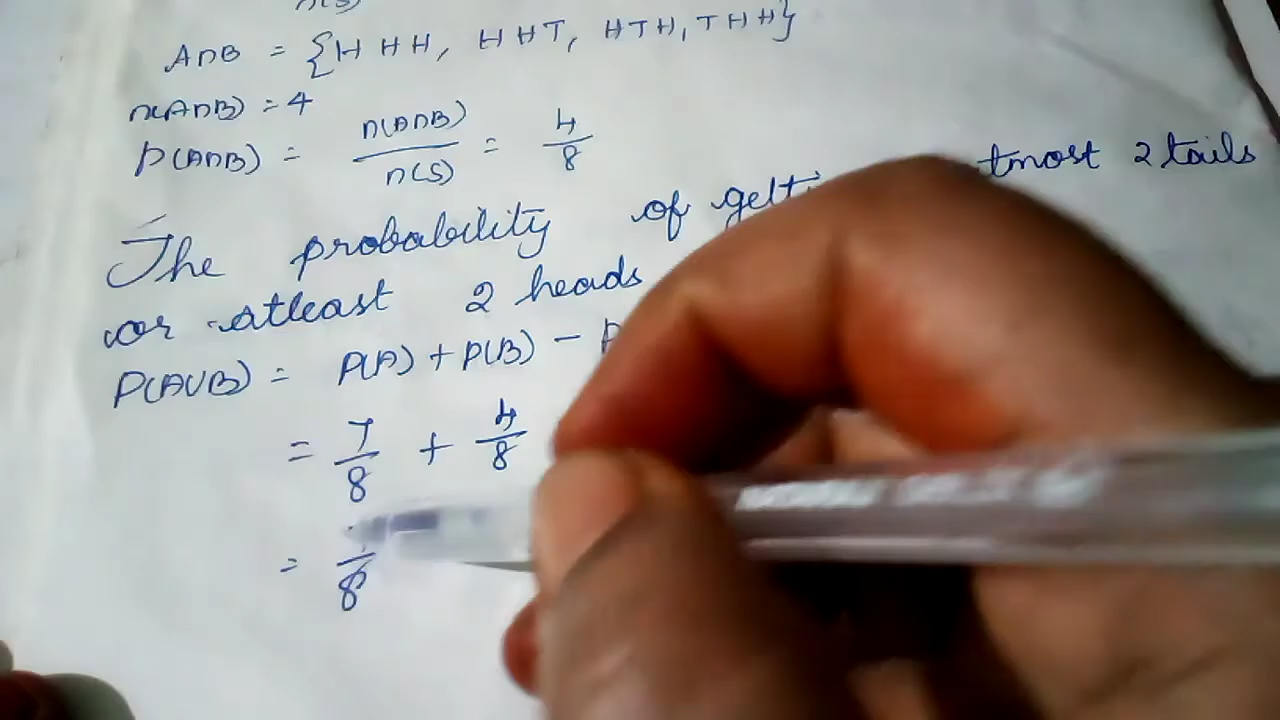 A∩B = {HHH, HHT, HTH, THH}
n(A∩B) = 4
P(A∩B) = n(A∩B)/n(S) = 4/8
The probability of tmost 2 tails
or atleast 2 heads
P(A∪B) = P(A) + P(B) -
= 7/8 + 4/8
= /8